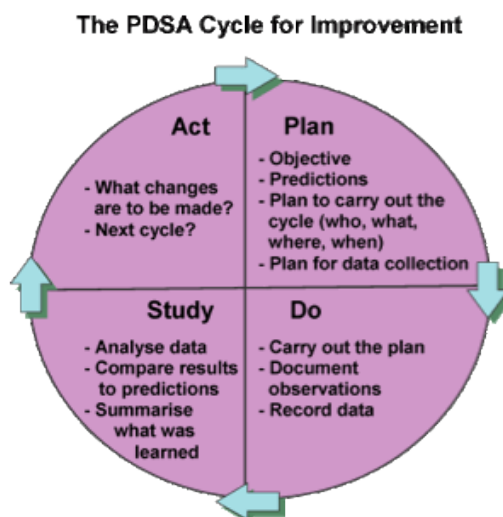 The PDSA Cycle for Improvement
Act
- What changes
are to be made?
- Next cycle?
Plan
- Objective
- Predictions
- Plan to carry out the
cycle (who, what,
where, when)
- Plan for data collection
Study
- Analyse data
- Compare results
to predictions
- Summarise
what was
learned
Do
- Carry out the plan
- Document
observations
- Record data